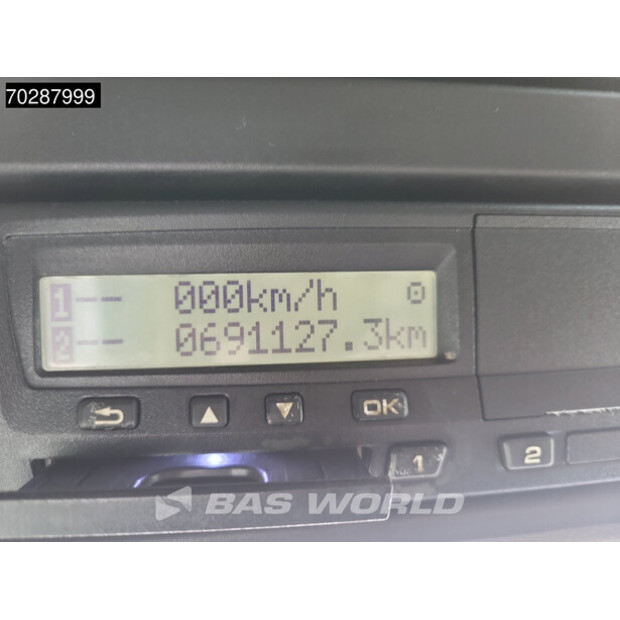 70287999
1 -- 000km/h o
2 -- 0691127.3km
OK
1
2
BAS WORLD